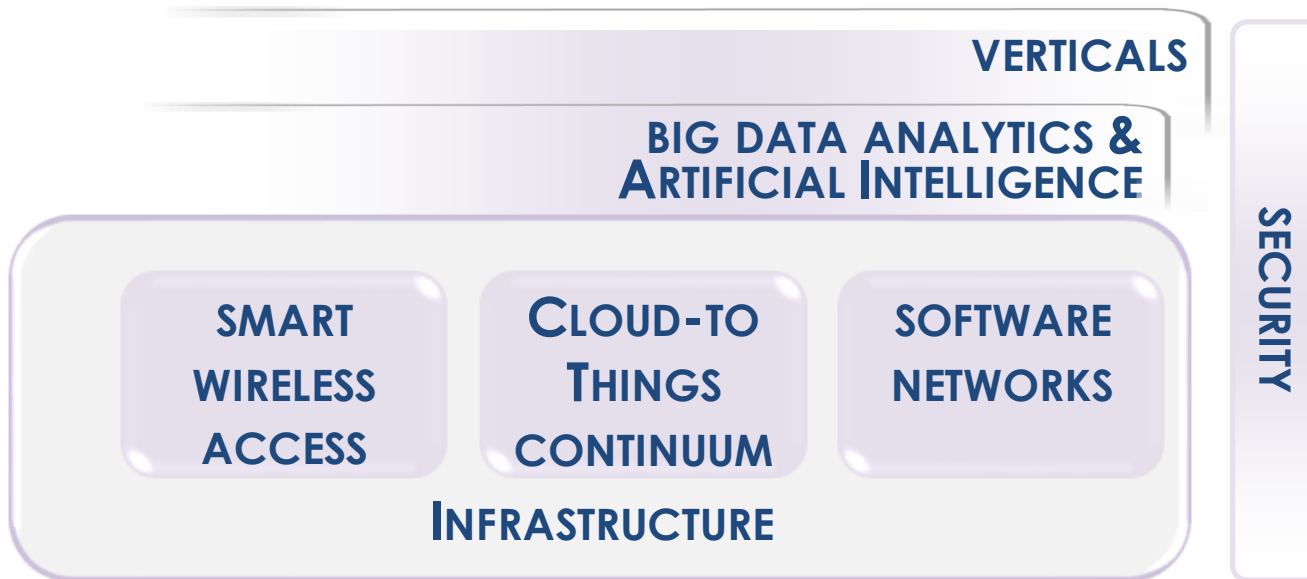 VERTICALS
BIG DATA ANALYTICS &
ARTIFICIAL INTELLIGENCE
SMART
WIRELESS
ACCESS
CLOUD-TO
THINGS
CONTINUUM
SOFTWARE
NETWORKS
INFRASTRUCTURE
SECURITY